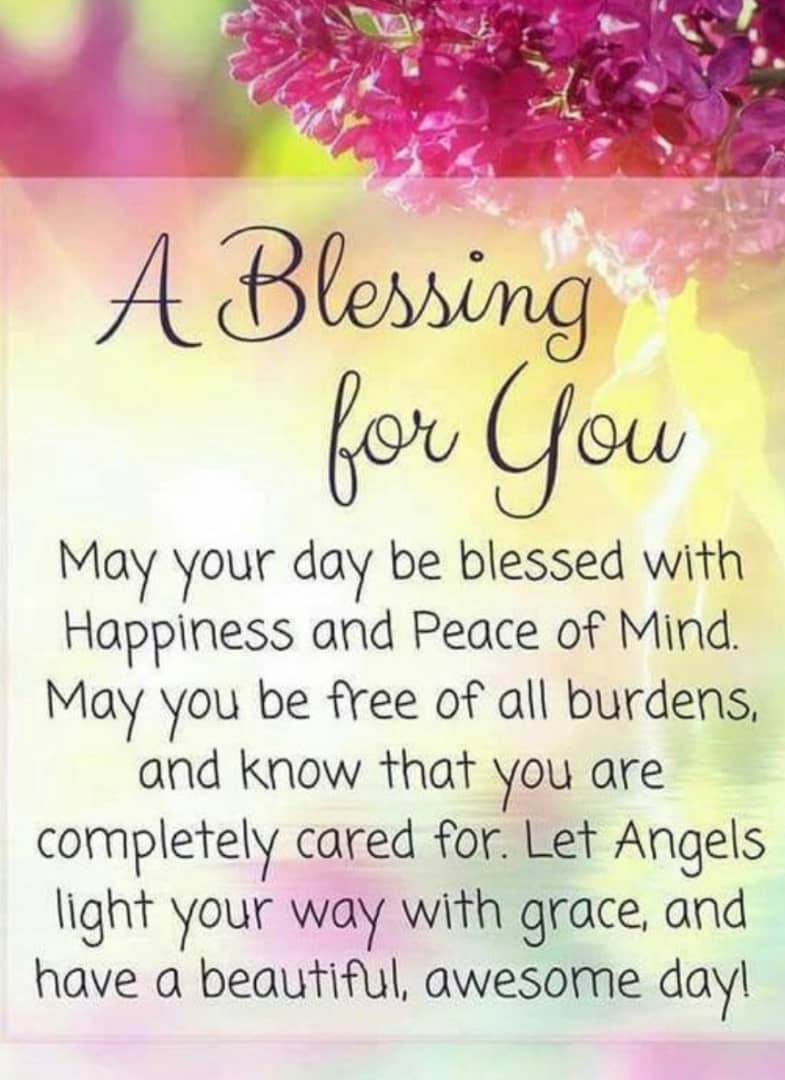 A Blessing
for You
May your day be blessed with
Happiness and Peace of Mind.
May you be free of all burdens,
and know that you are
completely cared for. Let Angels
light your way with grace, and
have a beautiful, awesome day!